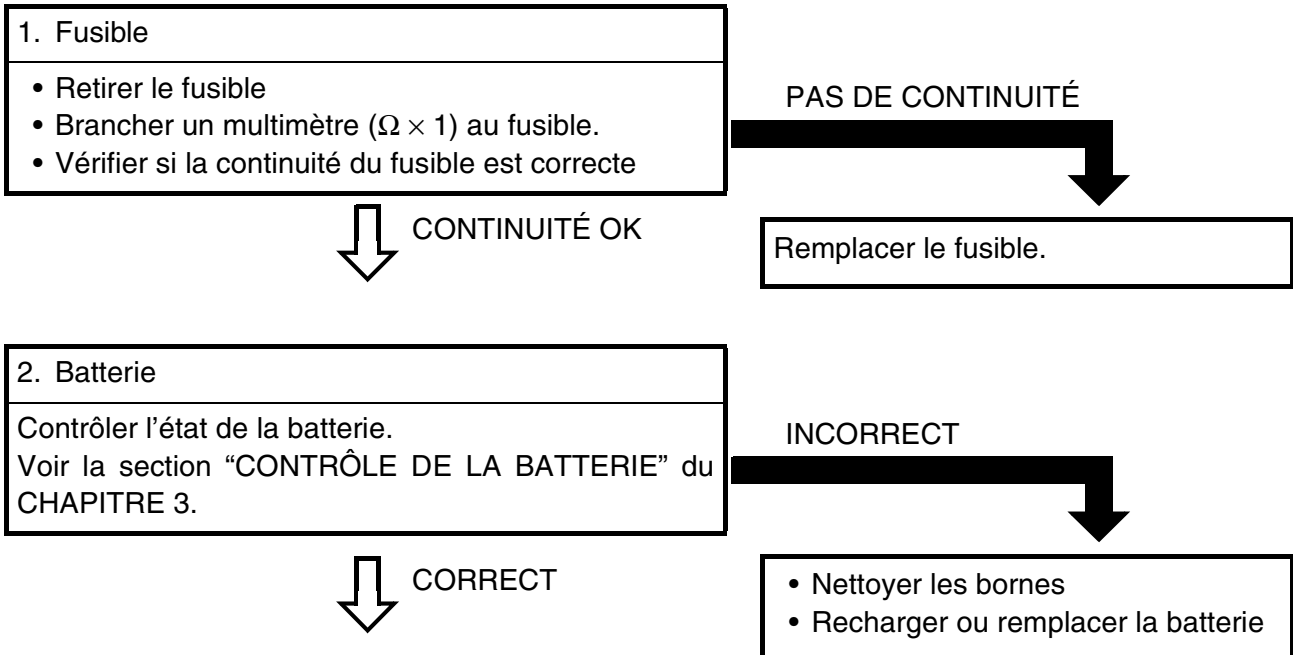 1. Fusible
• Retirer le fusible
• Brancher un multimètre (Ω × 1) au fusible.
• Vérifier si la continuité du fusible est correcte
PAS DE CONTINUITÉ
CONTINUITÉ OK
Remplacer le fusible.
2. Batterie
Contrôler l’état de la batterie.
Voir la section “CONTRÔLE DE LA BATTERIE” du
CHAPITRE 3.
INCORRECT
CORRECT
• Nettoyer les bornes
• Recharger ou remplacer la batterie